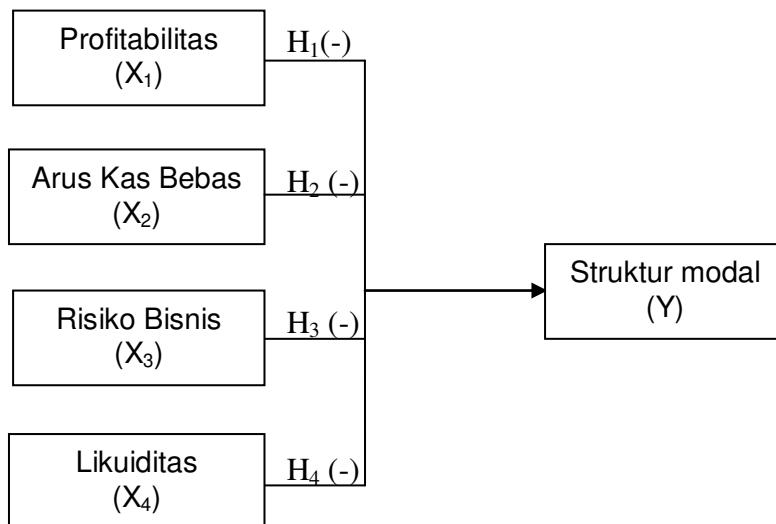 Profitabilitas
(X₁)
H₁(-)
Arus Kas Bebas
(X₂)
H₂ (-)
Struktur modal
(Y)
Risiko Bisnis
(X₃)
H₃ (-)
Likuiditas
(X₄)
H₄ (-)